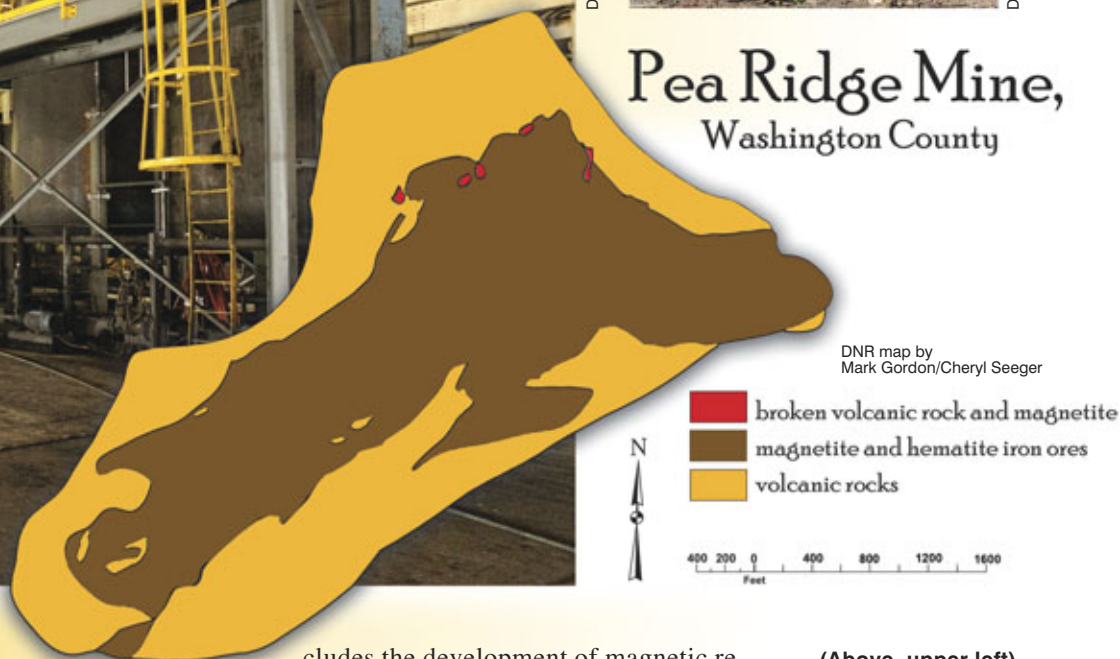 D
D
Pea Ridge Mine,
Washington County
DNR map by
Mark Gordon/Cheryl Seeger
broken volcanic rock and magnetite
magnetite and hematite iron ores
volcanic rocks
N
400 200 0 400 800 1200 1600
Feet
cludes the development of magnetic re-
(Above, upper left)